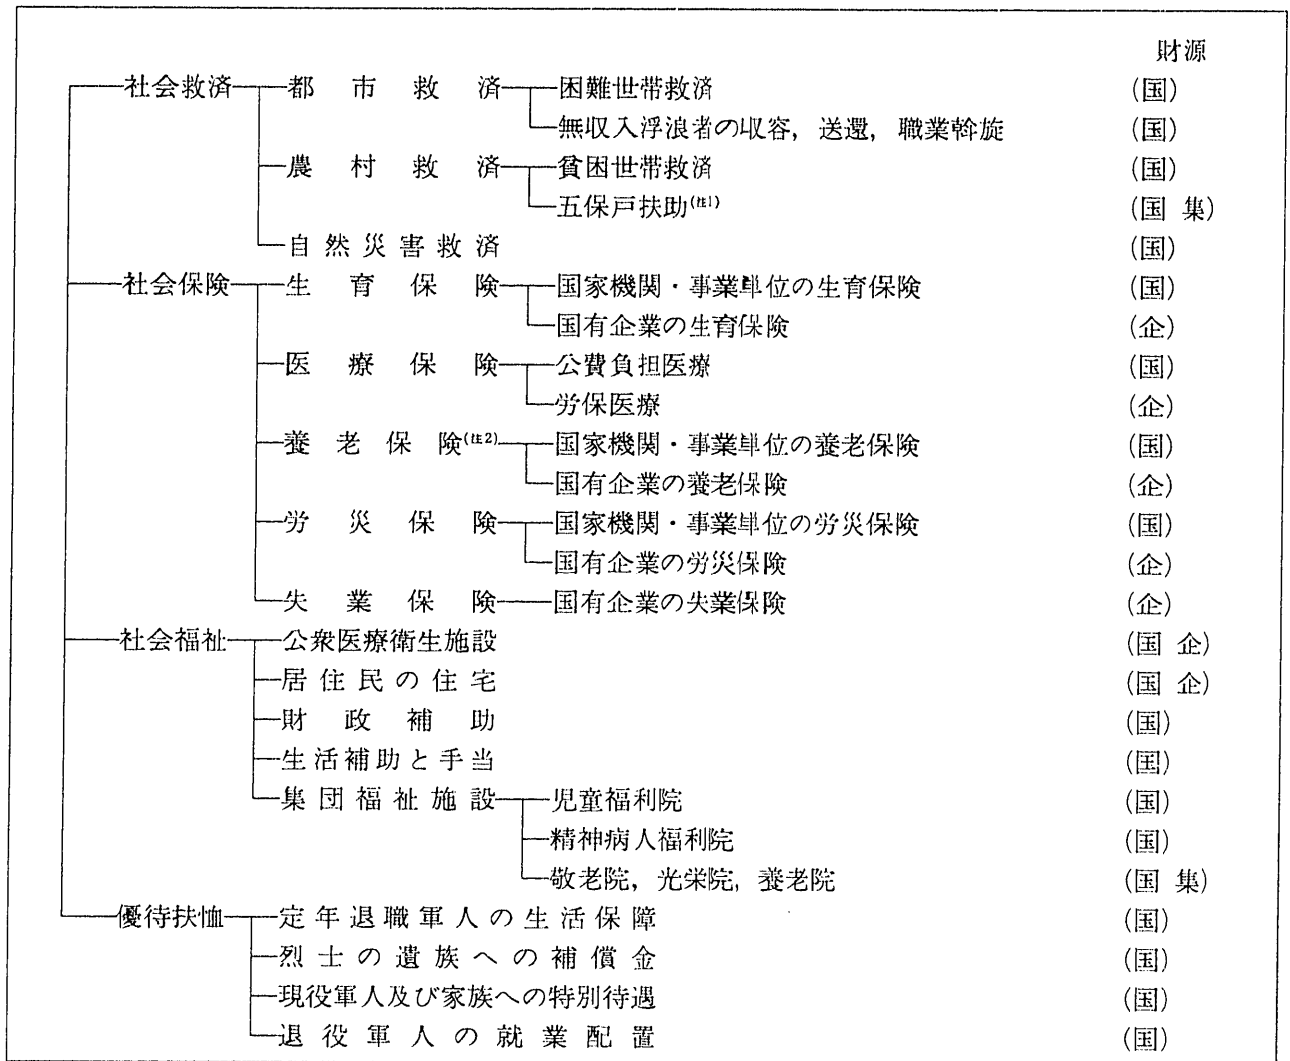 財源
社会救済 都市救済 困難世帯救済 (国)
無収入浮浪者の収容，送還，職業斡旋 (国)
農村救済 貧困世帯救済 (国)
五保戸扶助(注1) (国 集)
自然災害救済 (国)
社会保険 生育保険 国家機関・事業単位の生育保険 (国)
国有企業の生育保険 (企)
医療保険 公費負担医療 (国)
労保医療 (企)
養老保険(注2) 国家機関・事業単位の養老保険 (国)
国有企業の養老保険 (企)
労災保険 国家機関・事業単位の労災保険 (国)
国有企業の労災保険 (企)
失業保険 国有企業の失業保険 (企)
社会福祉 公衆医療衛生施設 (国 企)
居住民の住宅 (国 企)
財政補助 (国)
生活補助と手当 (国)
集団福祉施設 児童福利院 (国)
精神病人福利院 (国)
敬老院，光栄院，養老院 (国 集)
優待扶恤 定年退職軍人の生活保障 (国)
烈士の遺族への補償金 (国)
現役軍人及び家族への特別待遇 (国)
退役軍人の就業配置 (国)